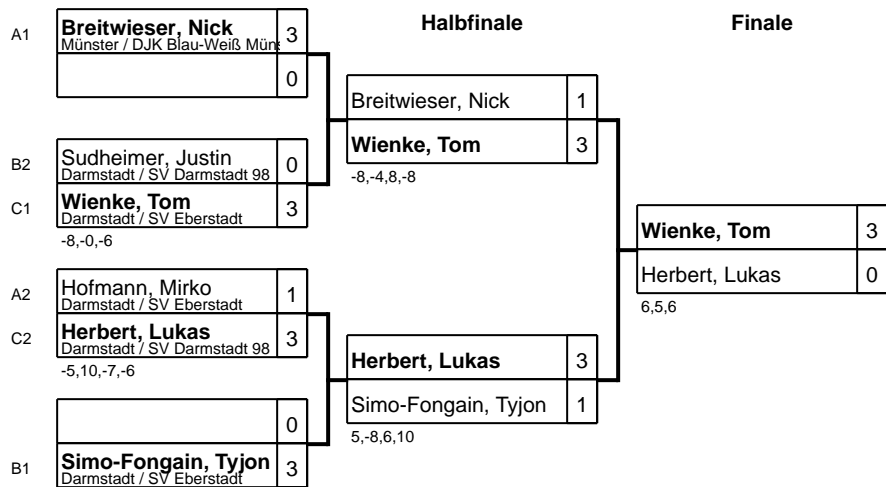 Halbfinale
Finale
A1
Breitwieser, Nick 3
Münster / DJK Blau-Weiß
0
B2
Sudheimer, Justin 0
Darmstadt / SV Darmstadt 98
C1
Wienke, Tom 3
Darmstadt / SV Eberstadt
-8,-0,-6
A2
Hofmann, Mirko 1
Darmstadt / SV Eberstadt
C2
Herbert, Lukas 3
Darmstadt / SV Darmstadt 98
-5,10,-7,-6
0
B1
Simo-Fongain, Tyjon 3
Darmstadt / SV Eberstadt
Breitwieser, Nick 1
Wienke, Tom 3
-8,-4,8,-8
Herbert, Lukas 3
Simo-Fongain, Tyjon 1
5,-8,6,10
Wienke, Tom 3
Herbert, Lukas 0
6,5,6